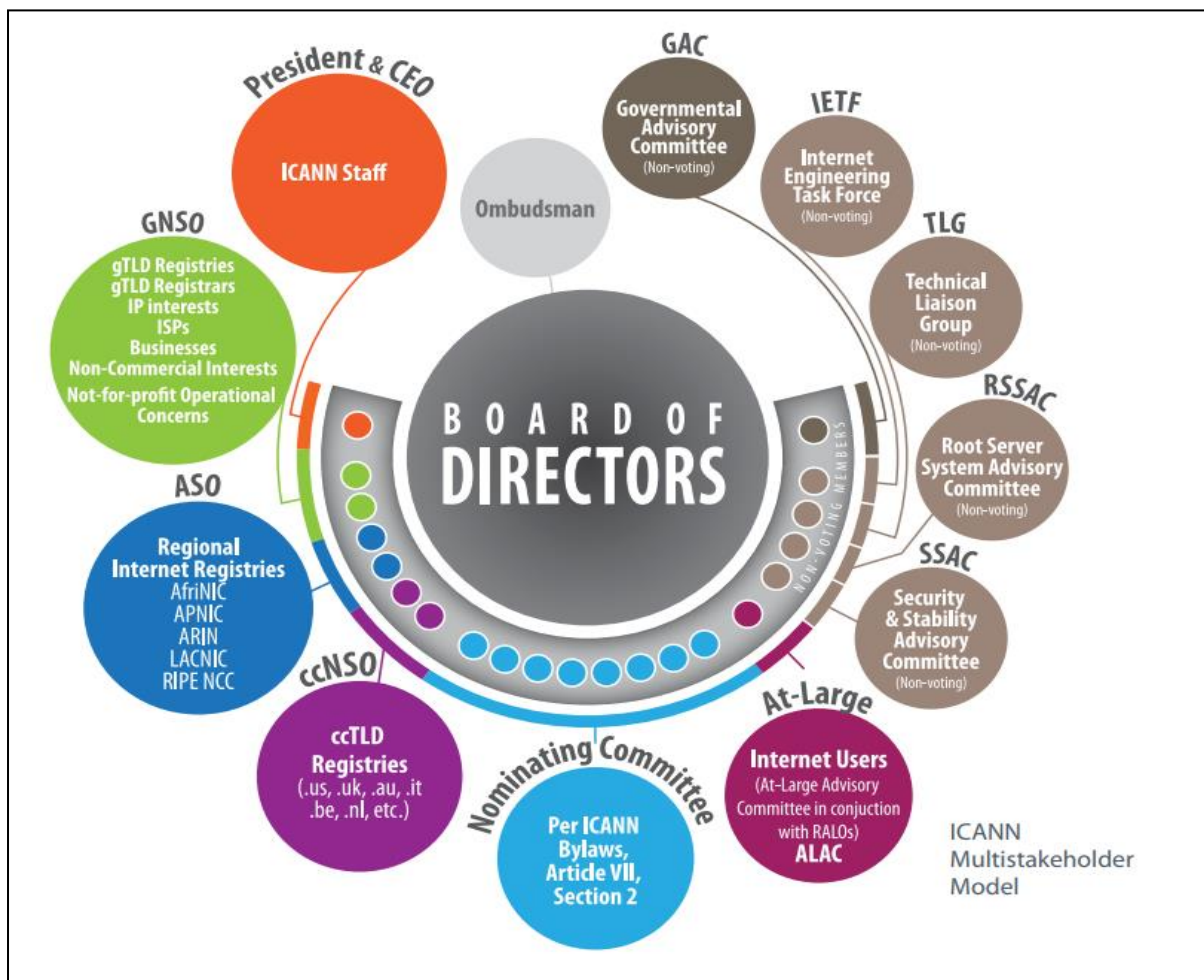 President & CEO
ICANN Staff
Ombudsman
GAC
Governmental
Advisory
Committee
(Non-voting)
IETF
Internet
Engineering
Task Force
(Non-voting)
TLG
Technical
Liaison
Group
(Non-voting)
RSSAC
Root Server
System Advisory
Committee
(Non-voting)
SSAC
Security
& Stability
Advisory
Committee
(Non-voting)
GNSO
gTLD Registries
gTLD Registrars
IP interests
ISPs
Businesses
Non-Commercial Interests
Not-for-profit Operational
Concerns
BOARD OF
DIRECTORS
NON-VOTING MEMBERS
ASO
Regional
Internet Registries
AfriNIC
APNIC
ARIN
LACNIC
RIPE NCC
ccNSO
ccTLD
Registries
(.us, .uk, .au, .it
.be, .nl, etc.)
Nominating Committee
Per ICANN
Bylaws,
Article VII,
Section 2
At-Large
Internet Users
(At-Large Advisory
Committee in conjuction
with RALOs)
ALAC
ICANN
Multistakeholder
Model